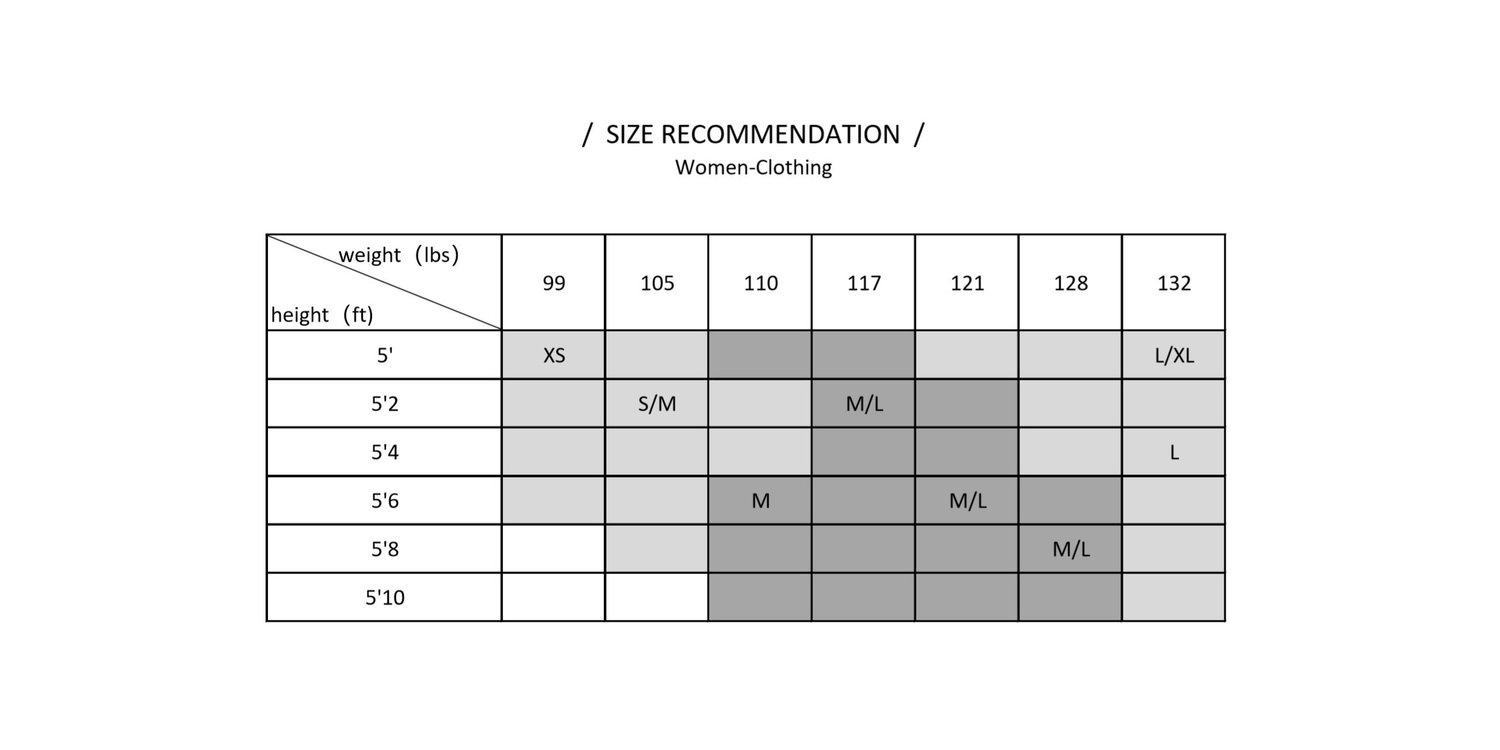 / SIZE RECOMMENDATION /
Women-Clothing
weight (lbs)
height (ft)
99 105 110 117 121 128 132
5' XS L/XL
5'2 S/M M/L
5'4 L
5'6 M M/L
5'8 M/L
5'10